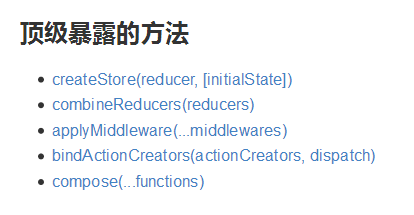 顶级暴露的方法
createStore(reducer, [initialState])
combineReducers(reducers)
applyMiddleware(...middlewares)
bindActionCreators(actionCreators, dispatch)
compose(...functions)